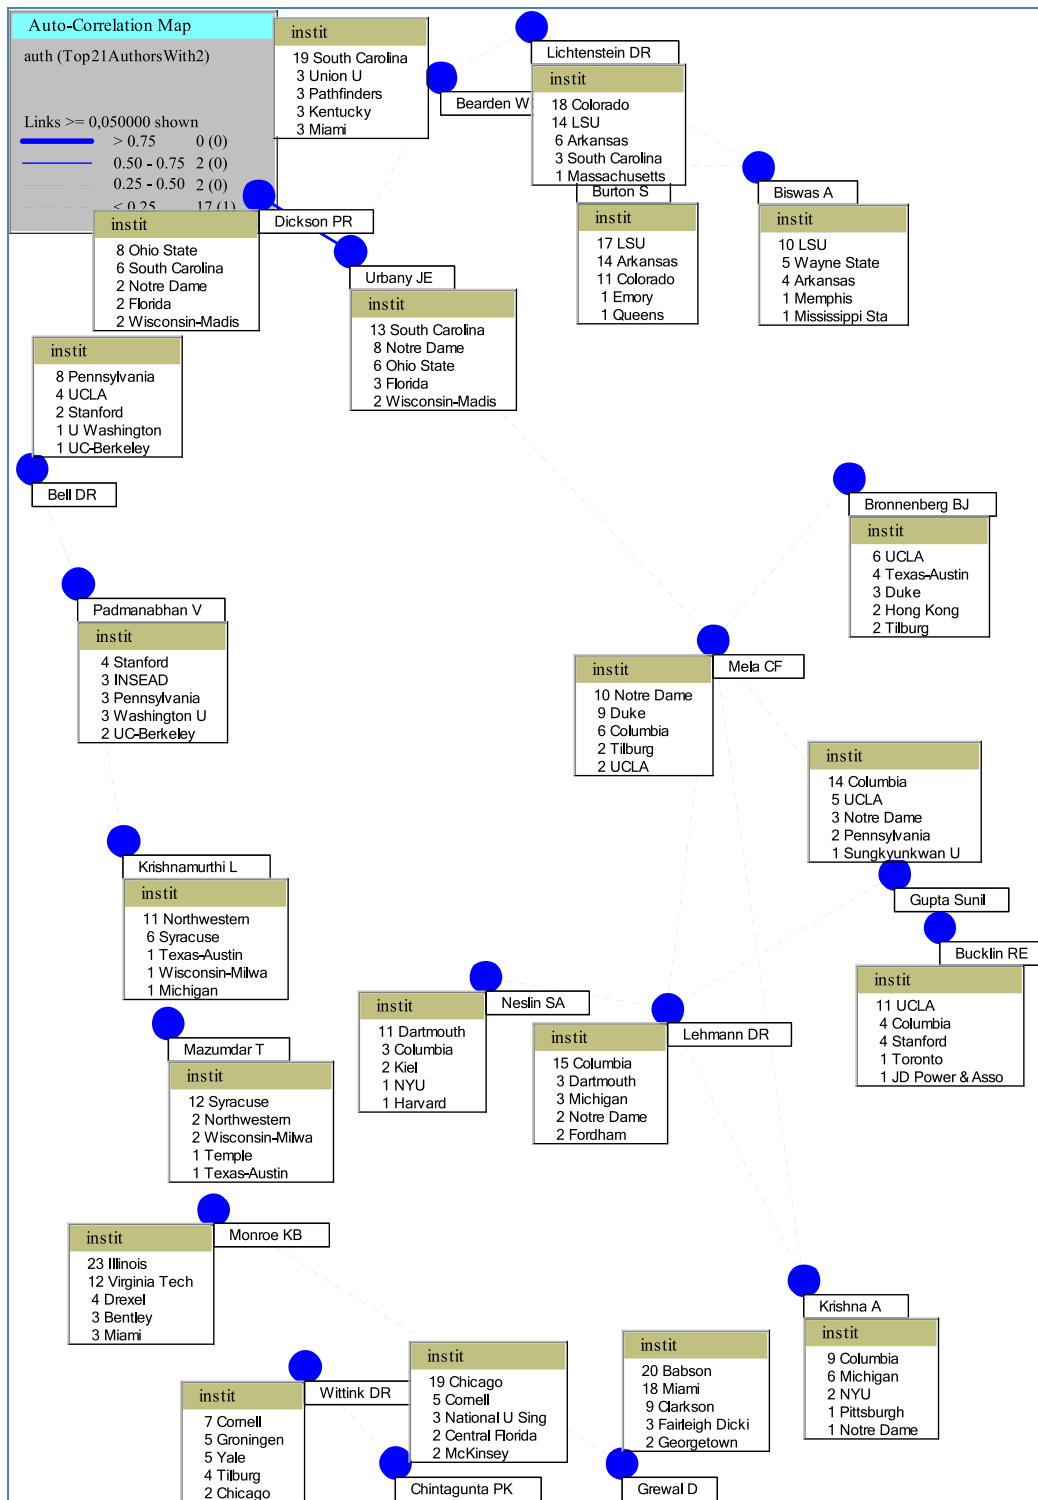 Auto-Correlation Map
auth (Top21AuthorsWith2)
Links >= 0,050000 shown
> 0.75 0 (0)
0.50 - 0.75 2 (0)
0.25 - 0.50 2 (0)
< 0.25 17 (1)
instit
19 South Carolina
3 Union U
3 Pathfinders
3 Kentucky
3 Miami
Bearden W
Lichtenstein DR
instit
18 Colorado
14 LSU
6 Arkansas
3 South Carolina
1 Massachusetts
Burton S
instit
17 LSU
14 Arkansas
11 Colorado
1 Emory
1 Queens
Biswas A
instit
10 LSU
5 Wayne State
4 Arkansas
1 Memphis
1 Mississippi Sta
Dickson PR
instit
8 Ohio State
6 South Carolina
2 Notre Dame
2 Florida
2 Wisconsin-Madis
Urbany JE
instit
13 South Carolina
8 Notre Dame
6 Ohio State
3 Florida
2 Wisconsin-Madis
instit
8 Pennsylvania
4 UCLA
2 Stanford
1 U Washington
1 UC-Berkeley
Bell DR
Bronnenberg BJ
instit
6 UCLA
4 Texas-Austin
3 Duke
2 Hong Kong
2 Tilburg
Padmanabhan V
instit
4 Stanford
3 INSEAD
3 Pennsylvania
3 Washington U
2 UC-Berkeley
Mela CF
instit
10 Notre Dame
9 Duke
6 Columbia
2 Tilburg
2 UCLA
instit
14 Columbia
5 UCLA
3 Notre Dame
2 Pennsylvania
1 Sungkyunkwan U
Gupta Sunil
Krishnamurthi L
instit
11 Northwestern
6 Syracuse
1 Texas-Austin
1 Wisconsin-Milwa
1 Michigan
Bucklin RE
instit
11 UCLA
4 Columbia
4 Stanford
1 Toronto
1 JD Power & Asso
Neslin SA
instit
11 Dartmouth
3 Columbia
2 Kiel
1 NYU
1 Harvard
Lehmann DR
instit
15 Columbia
3 Dartmouth
3 Michigan
2 Notre Dame
2 Fordham
Mazumdar T
instit
12 Syracuse
2 Northwestern
2 Wisconsin-Milwa
1 Temple
1 Texas-Austin
Monroe KB
instit
23 Illinois
12 Virginia Tech
4 Drexel
3 Bentley
3 Miami
Krishna A
instit
9 Columbia
6 Michigan
2 NYU
1 Pittsburgh
1 Notre Dame
Wittink DR
instit
7 Cornell
5 Groningen
5 Yale
4 Tilburg
2 Chicago
instit
19 Chicago
5 Cornell
3 National U Sing
2 Central Florida
2 McKinsey
Chintagunta PK
instit
20 Babson
18 Miami
9 Clarkson
3 Fairleigh Dicki
2 Georgetown
Grewal D